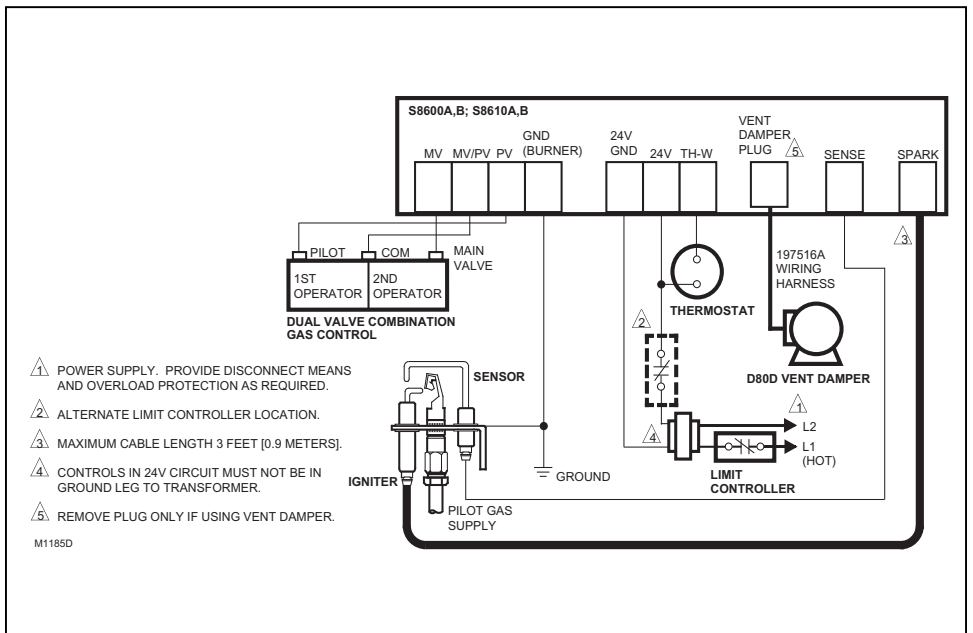 S8600A,B; S8610A,B
MV MV/PV PV
GND
(BURNER)
24V
GND
24V
TH-W
VENT
DAMPER
PLUG
5
SENSE
SPARK
3
PILOT
COM
MAIN
VALVE
1ST
OPERATOR
2ND
OPERATOR
DUAL VALVE COMBINATION
GAS CONTROL
THERMOSTAT
197516A
WIRING
HARNESS
D80D VENT DAMPER
2
1
L2
L1
(HOT)
4
LIMIT
CONTROLLER
SENSOR
IGNITER
GROUND
PILOT GAS
SUPPLY
1 POWER SUPPLY. PROVIDE DISCONNECT MEANS
AND OVERLOAD PROTECTION AS REQUIRED.
2 ALTERNATE LIMIT CONTROLLER LOCATION.
3 MAXIMUM CABLE LENGTH 3 FEET [0.9 METERS].
4 CONTROLS IN 24V CIRCUIT MUST NOT BE IN
GROUND LEG TO TRANSFORMER.
5 REMOVE PLUG ONLY IF USING VENT DAMPER.
M1185D